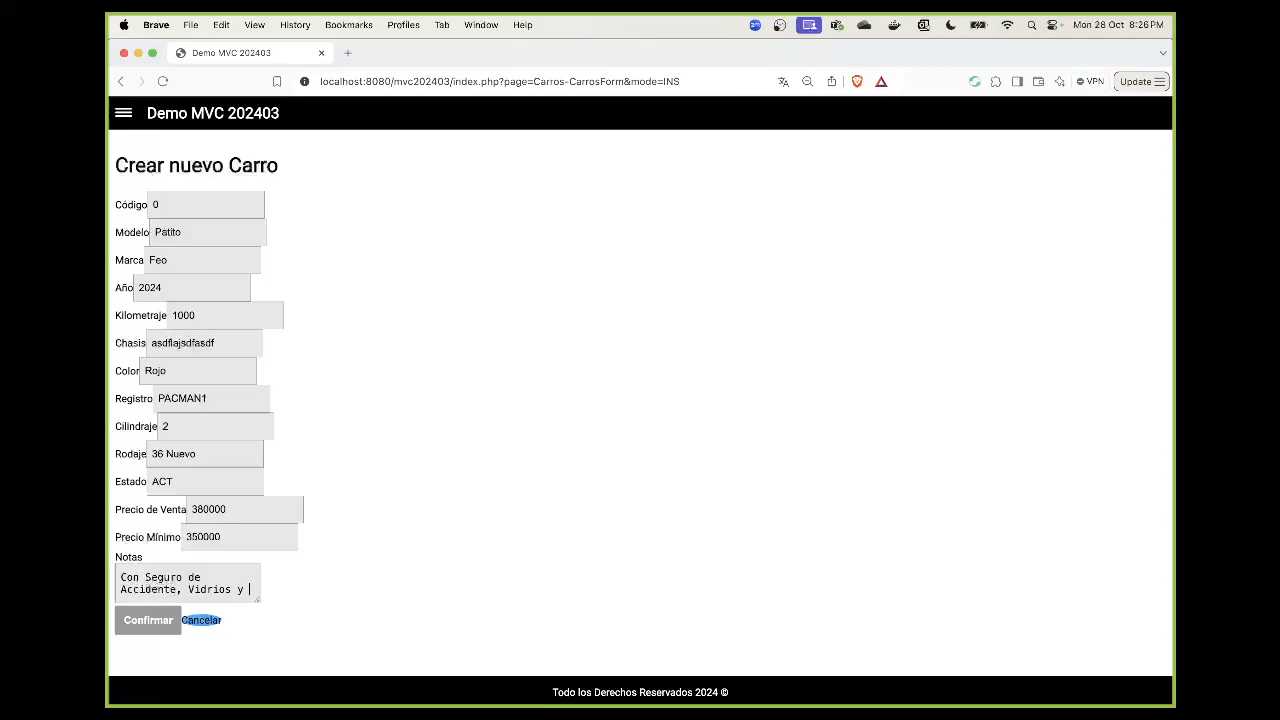 Brave File Edit View History Bookmarks Profiles Tab Window Help Mon 28 Oct 8:26 PM
Demo MVC 202403
localhost:8080/mvc202403/index.php?page=Carros-CarrosForm&mode=INS VPN Update
Demo MVC 202403
Crear nuevo Carro
Código 0
Modelo Patito
Marca Feo
Año 2024
Kilometraje 1000
Chasis asdflajsdfasdf
Color Rojo
Registro PACMAN1
Cilindraje 2
Rodaje 36 Nuevo
Estado ACT
Precio de Venta 380000
Precio Mínimo 350000
Notas
Con Seguro de
Accidente, Vidrios y
Confirmar Cancelar
Todo los Derechos Reservados 2024 ©